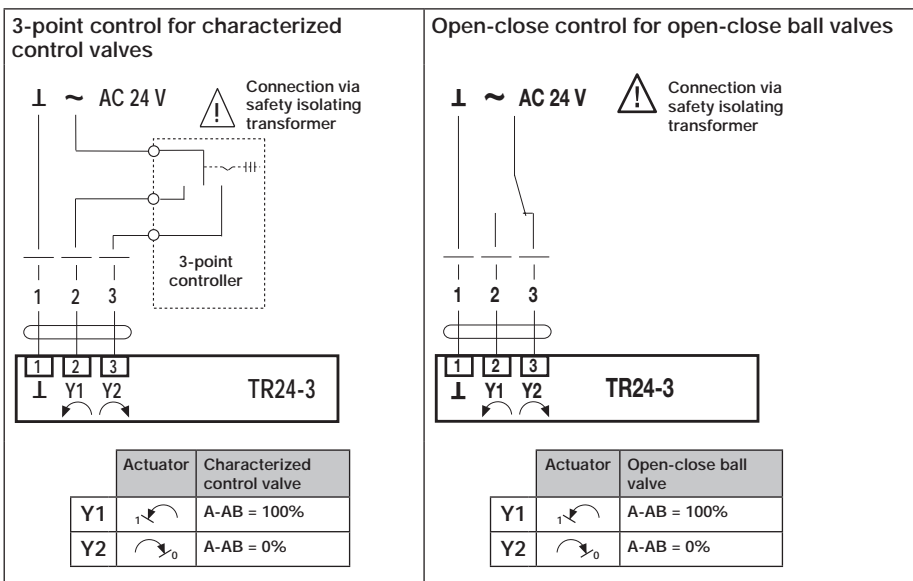 3-point control for characterized
control valves
⊥ ~ AC 24 V
Connection via
safety isolating
transformer
3-point
controller
1 2 3
1 2 3
⊥ Y1 Y2 TR24-3
Actuator Characterized
control valve
Y1 1 A-AB = 100%
Y2 0 A-AB = 0%
Open-close control for open-close ball valves
⊥ ~ AC 24 V
Connection via
safety isolating
transformer
1 2 3
1 2 3
⊥ Y1 Y2 TR24-3
Actuator Open-close ball
valve
Y1 1 A-AB = 100%
Y2 0 A-AB = 0%